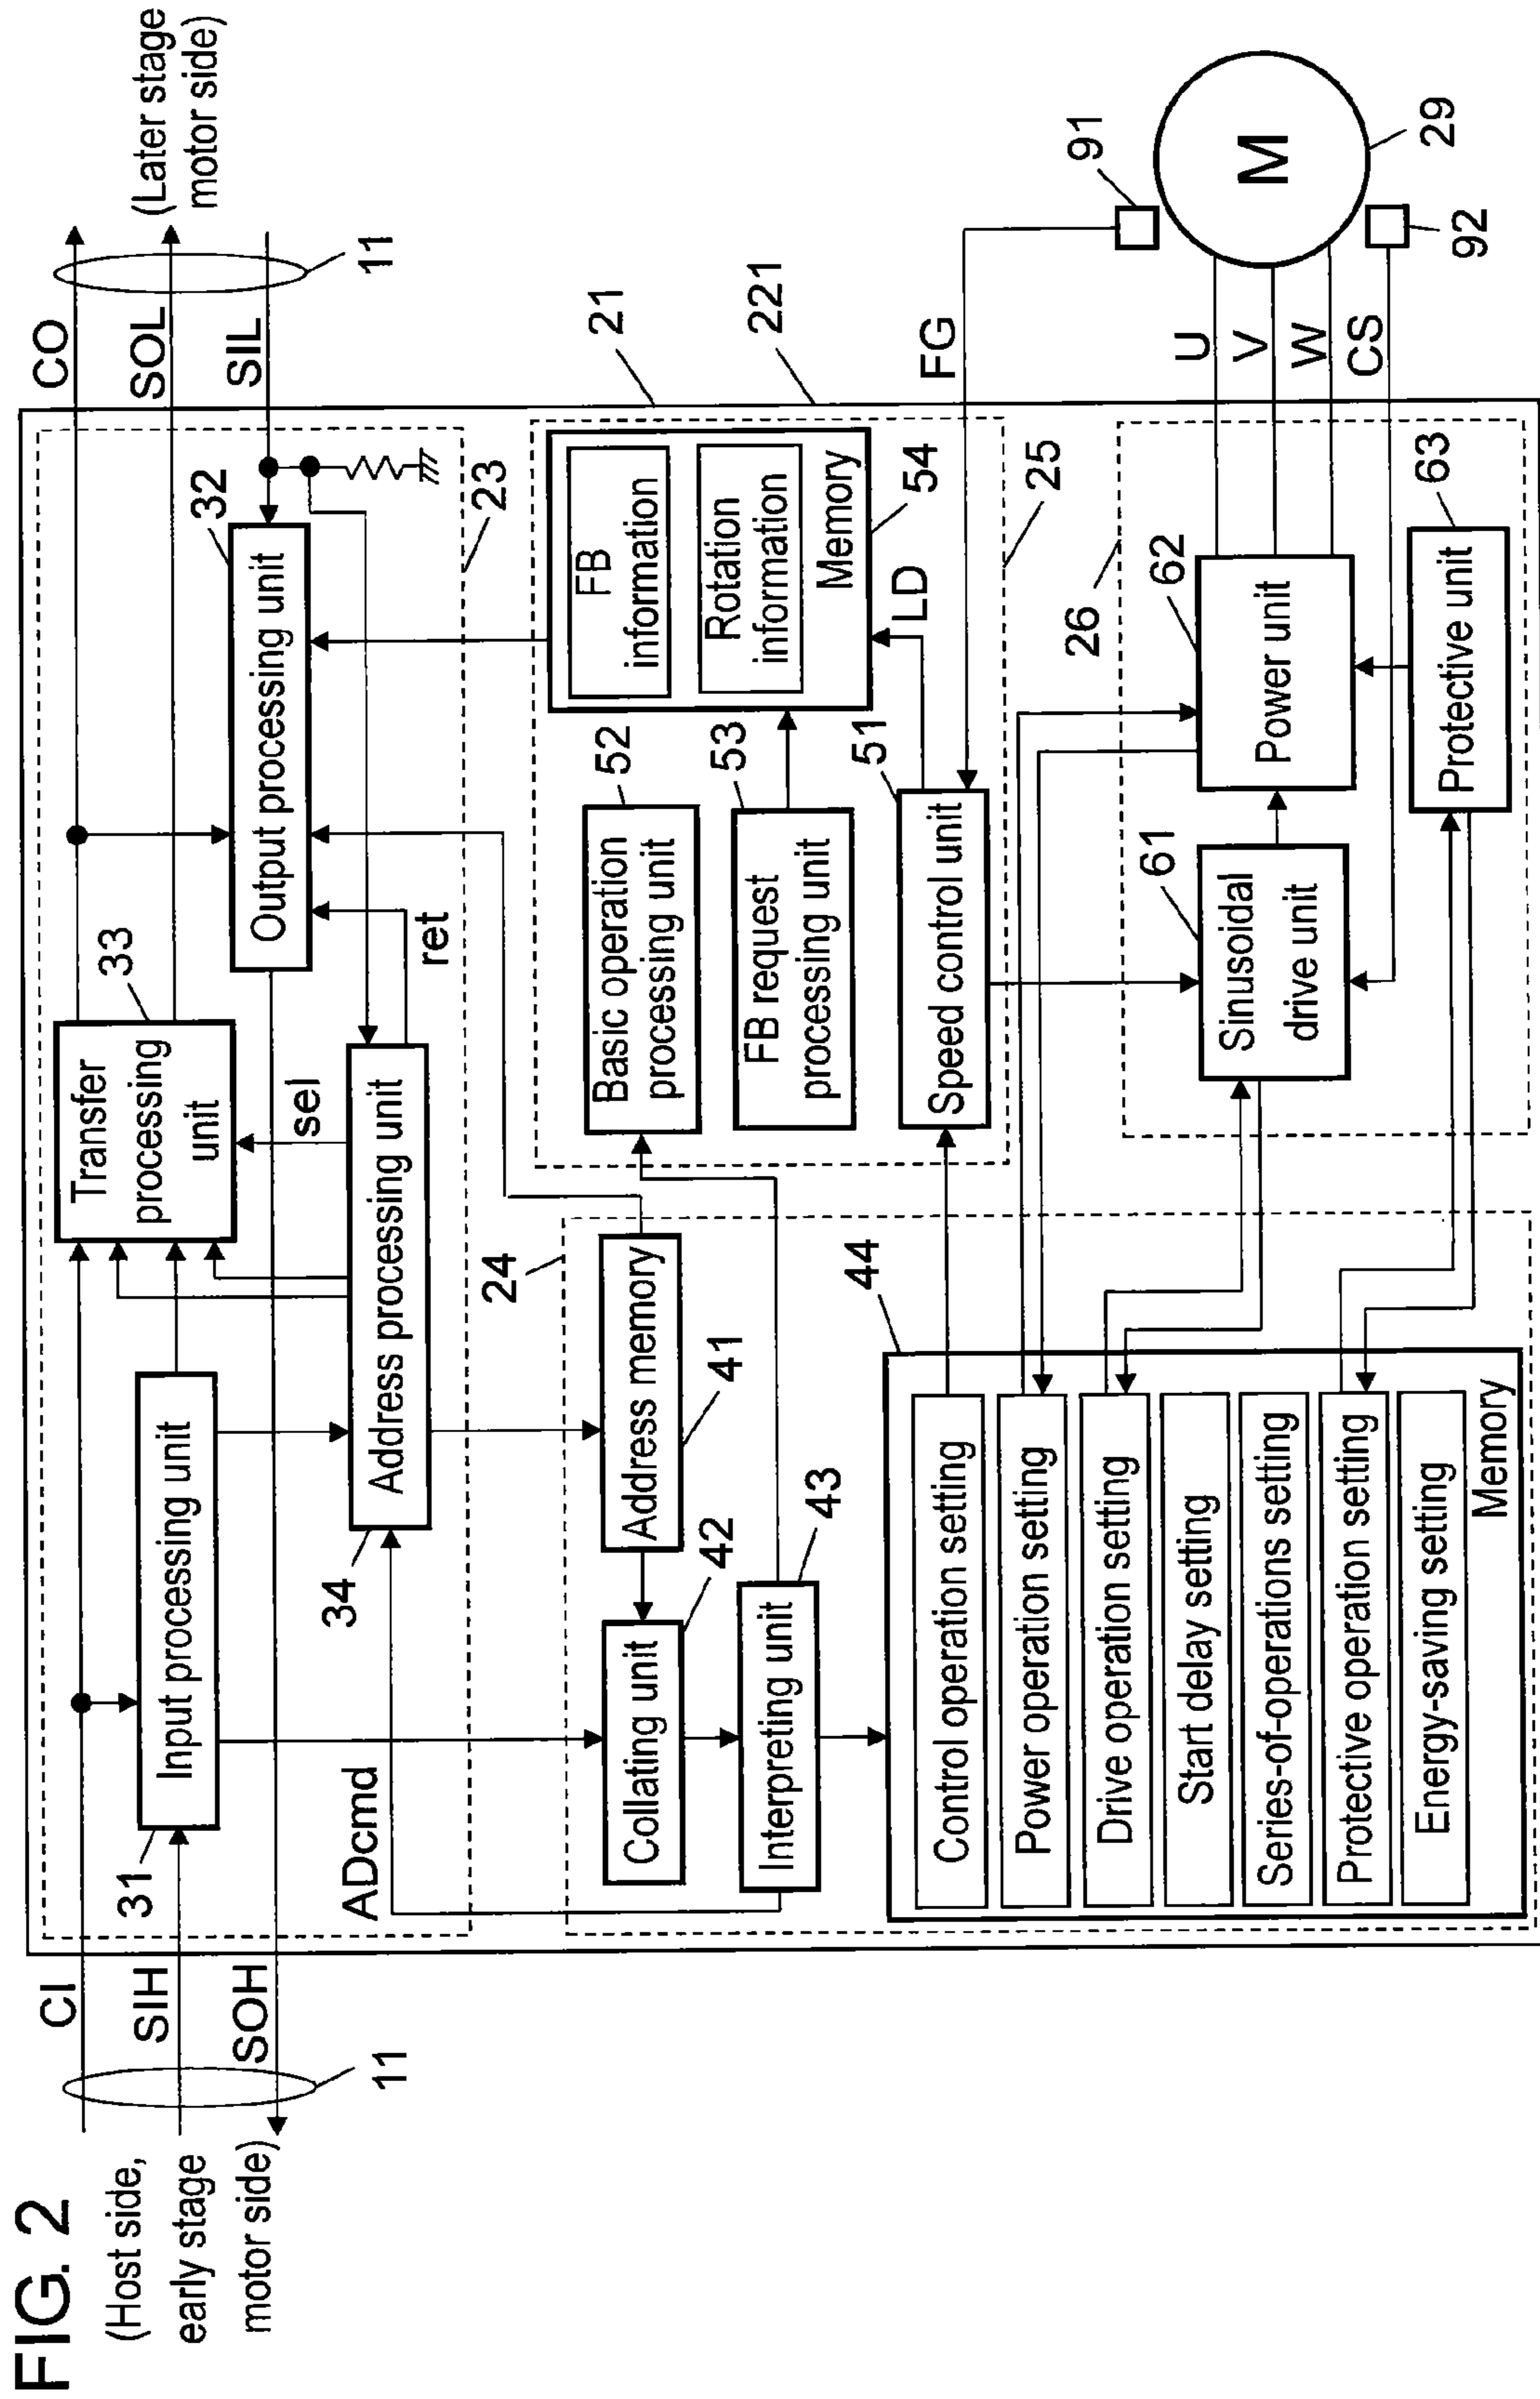 FIG. 2
(Host side,
early stage
motor side)
11
CI
SIH
SOH
CO
SOL
SIL
11
(Later stage
motor side)
31
Input processing unit
Transfer
processing
unit
33
32
Output processing unit
23
sel
ret
34
Address processing unit
ADcmd
24
Address memory
41
Collating unit
42
Interpreting unit
43
44
Control operation setting
Power operation setting
Drive operation setting
Start delay setting
Series-of-operations setting
Protective operation setting
Energy-saving setting
Memory
21
221
Basic operation
processing unit
52
FB request
processing unit
53
FB
information
Rotation
information
Memory
54
LD
25
Speed control unit
51
FG
26
Sinusoidal
drive unit
61
Power unit
62
Protective unit
63
U
V
W
CS
91
92
M
29